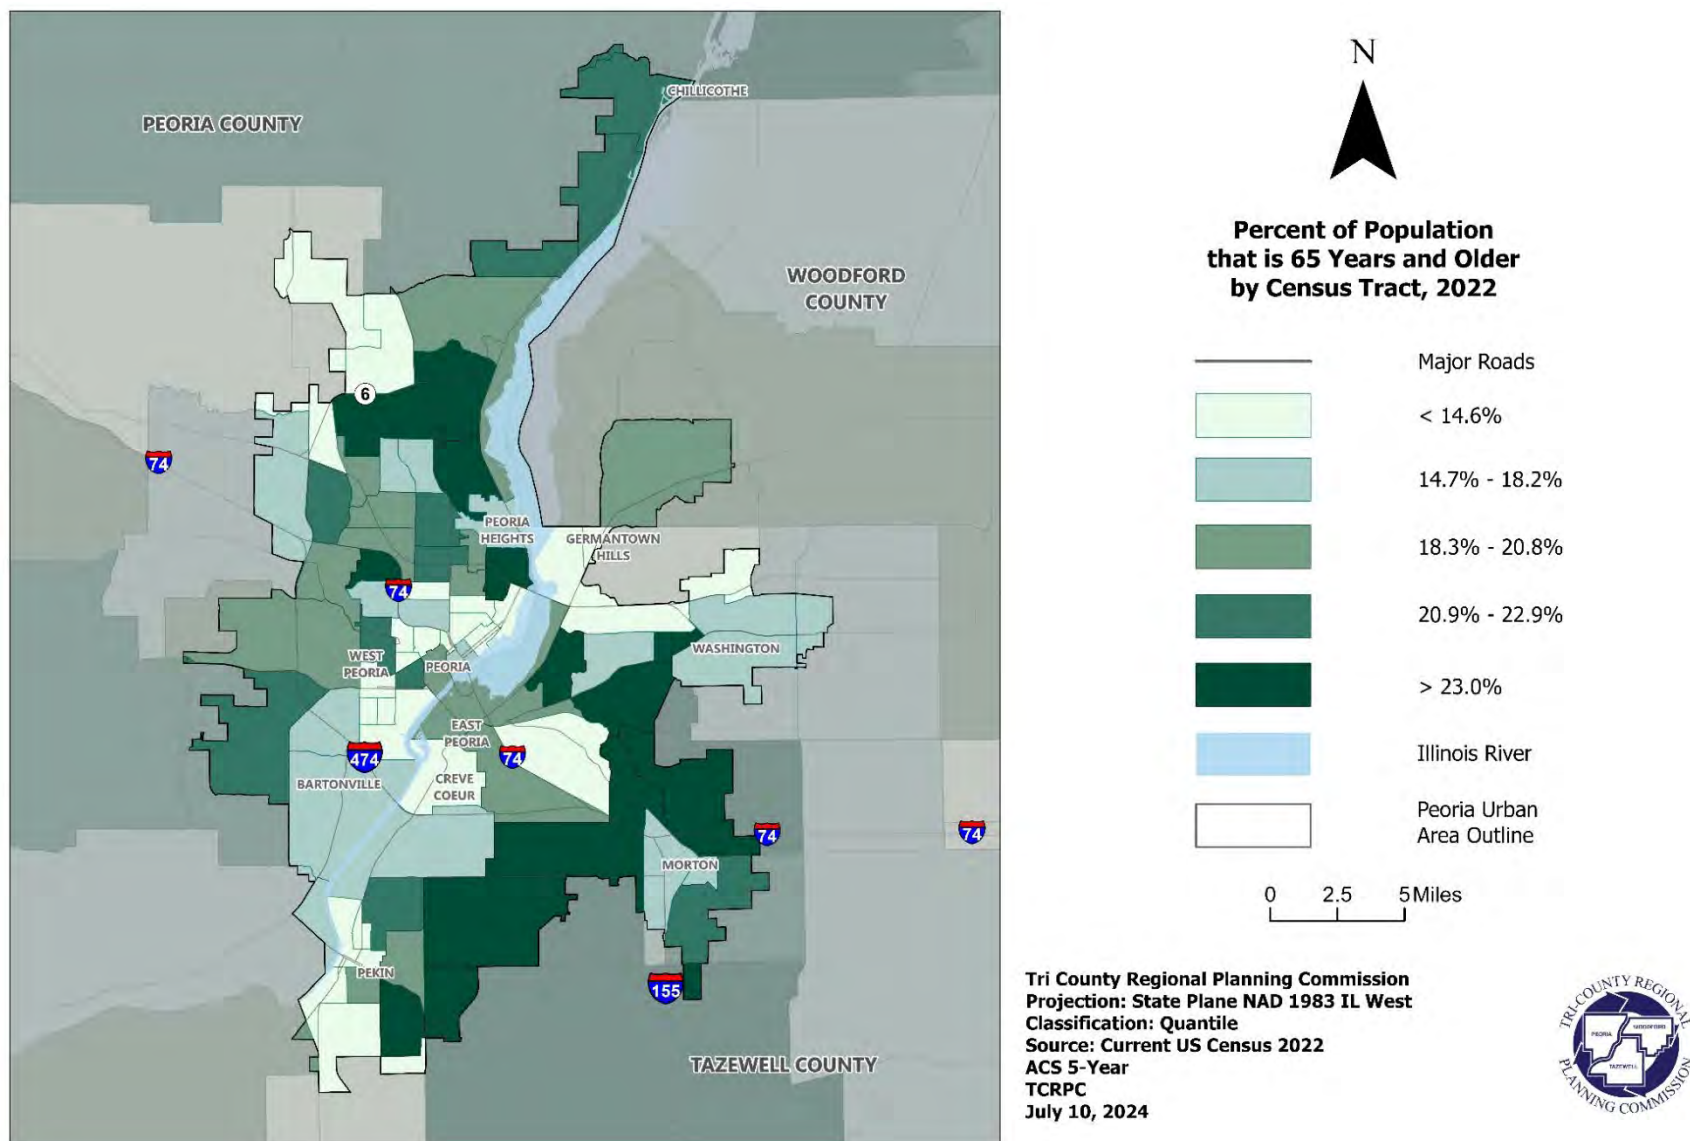 CHILLICOTHE
PEORIA COUNTY
WOODFORD
COUNTY
6
74
PEORIA
HEIGHTS
GERMANTOWN
HILLS
74
WEST
PEORIA
PEORIA
WASHINGTON
EAST
PEORIA
474
74
BARTONVILLE
CREVE
COEUR
74
74
MORTON
PEKIN
155
TAZEWELL COUNTY
N
Percent of Population
that is 65 Years and Older
by Census Tract, 2022
Major Roads
< 14.6%
14.7% - 18.2%
18.3% - 20.8%
20.9% - 22.9%
> 23.0%
Illinois River
Peoria Urban
Area Outline
0 2.5 5 Miles
Tri County Regional Planning Commission
Projection: State Plane NAD 1983 IL West
Classification: Quantile
Source: Current US Census 2022
ACS 5-Year
TCRPC
July 10, 2024
TRI-COUNTY REGIONAL
PEORIA
WOODFORD
TAZEWELL
PLANNING COMMISSION